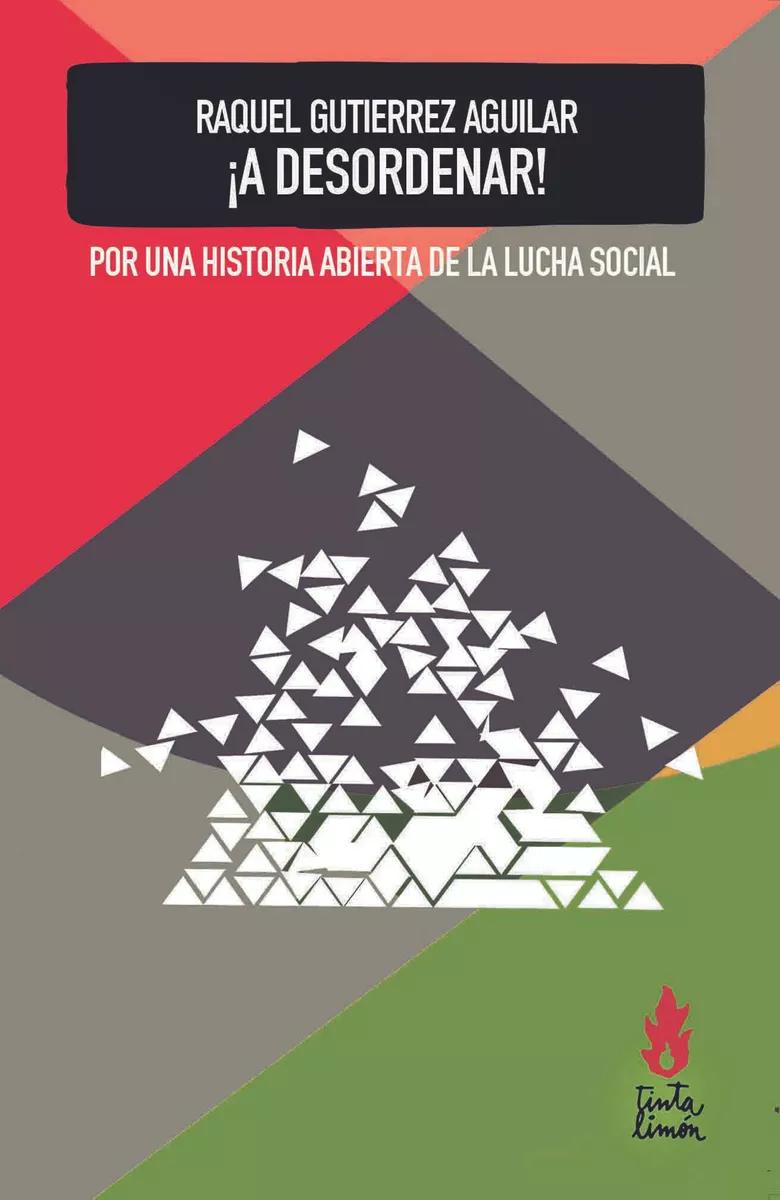 RAQUEL GUTIERREZ AGUILAR
¡A DESORDENAR!
POR UNA HISTORIA ABIERTA DE LA LUCHA SOCIAL
tinta
limón